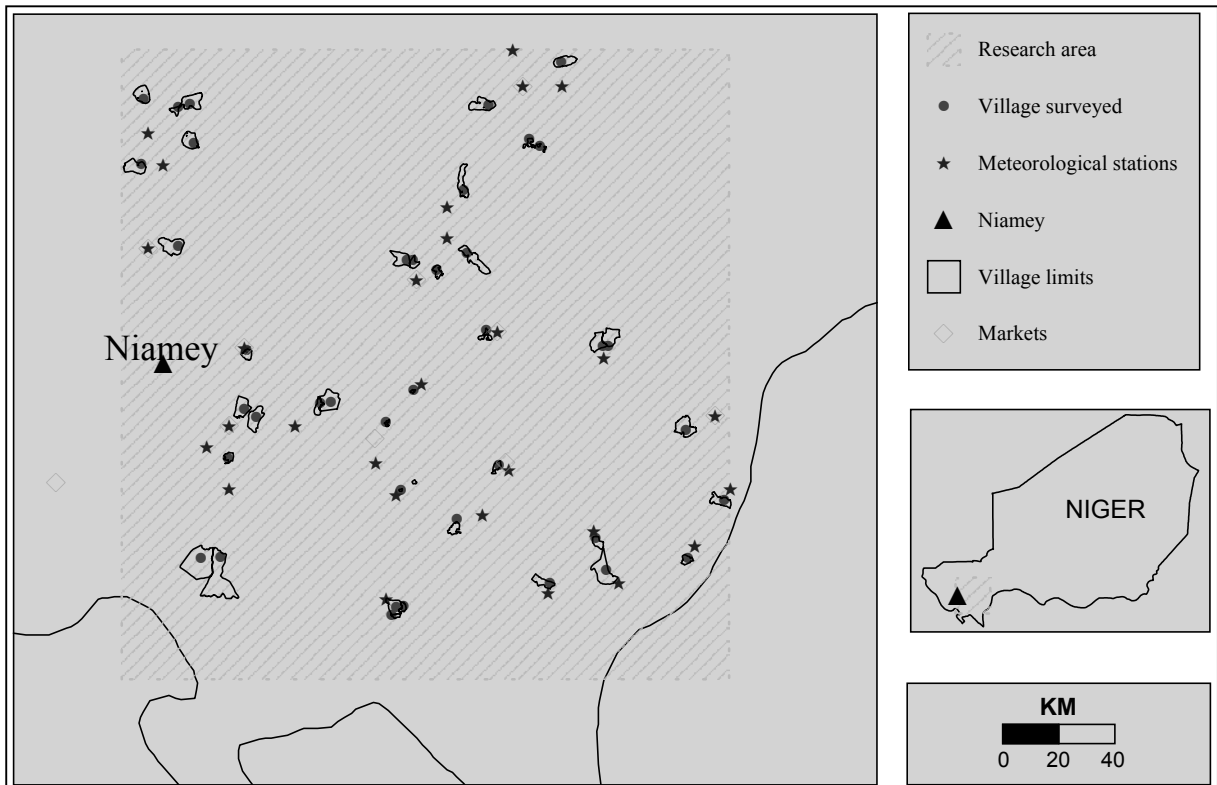 Niamey
Research area
Village surveyed
Meteorological stations
Niamey
Village limits
Markets
NIGER
KM
0 20 40